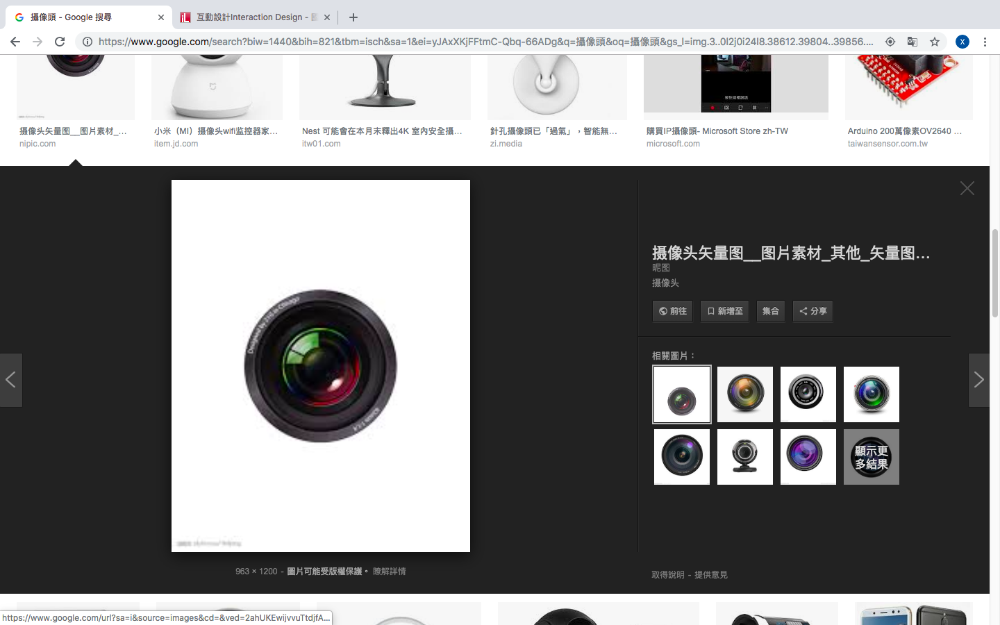 攝像頭 - Google 搜尋
互動設計Interaction Design -
https://www.google.com/search?biw=1440&bih=821&tbm=isch&sa=1&ei=yJAxXKjFFtmC-Qbq-66ADg&q=攝像頭&oq=攝像頭&gs_l=img.3..0l2j0i24l8.38612.39804..39856....
X
摄像头矢量图__图片素材_...
nipic.com
小米（MI）摄像头wifi监控器家...
item.jd.com
Nest 可能會在本月末釋出4K 室內安全攝...
itw01.com
針孔攝像頭已「過氣」，智能無...
zi.media
購買IP攝像頭- Microsoft Store zh-TW
microsoft.com
Arduino 200萬像素OV2640 ...
taiwansensor.com.tw
Designed by 210 in Chicago
摄像头矢量图__图片素材_其他_矢量图...
昵图
摄像头
前往
新增至
集合
分享
相關圖片：
顯示更
多結果
963 × 1200 - 圖片可能受版權保護。 瞭解詳情
取得說明 - 提供意見
https://www.google.com/url?sa=i&source=images&cd=&ved=2ahUKEwijvvuTtdjfA...